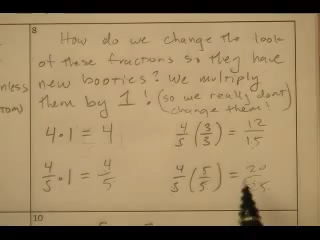 8
How do we change the look
of these fractions so they have
new booties? We multiply
them by 1! (so we really don't
change them!)
nless
tom)
4·1 = 4
4/5 (3/3) = 12/15
4/5·1 = 4/5
4/5 (5/5) = 20/25
10